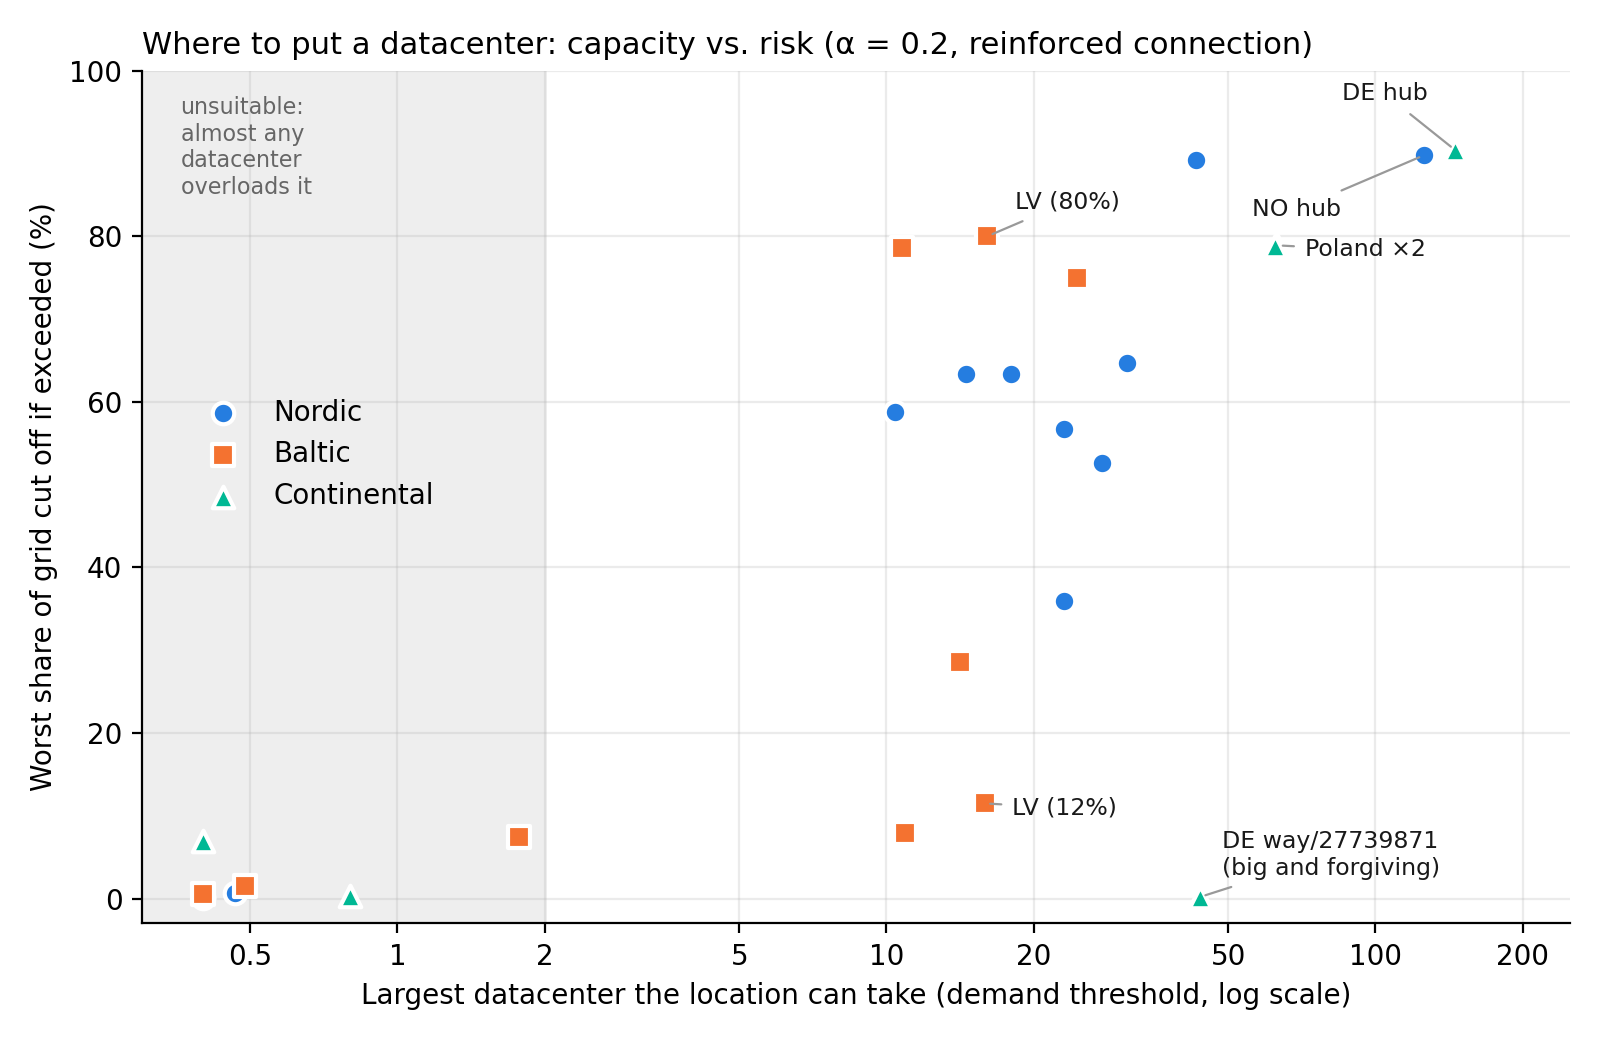 Where to put a datacenter: capacity vs. risk (α = 0.2, reinforced connection)
Worst share of grid cut off if exceeded (%)
100
80
60
40
20
0
unsuitable:
almost any
datacenter
overloads it
DE hub
NO hub
LV (80%)
Poland ×2
Nordic
Baltic
Continental
LV (12%)
DE way/27739871
(big and forgiving)
0.5
1
2
5
10
20
50
100
200
Largest datacenter the location can take (demand threshold, log scale)